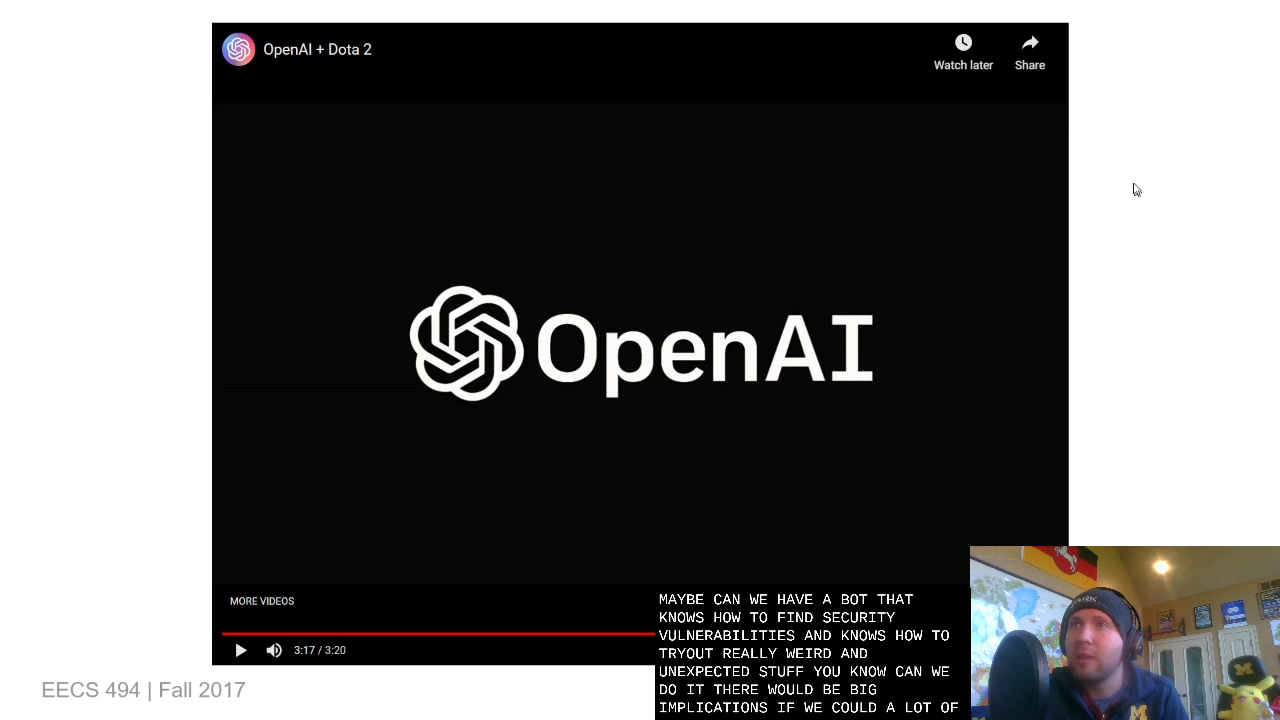 OpenAI + Dota 2
Watch later
Share
OpenAI
MORE VIDEOS
3:17 / 3:20
MAYBE CAN WE HAVE A BOT THAT
KNOWS HOW TO FIND SECURITY
VULNERABILITIES AND KNOWS HOW TO
TRYOUT REALLY WEIRD AND
UNEXPECTED STUFF YOU KNOW CAN WE
DO IT THERE WOULD BE BIG
IMPLICATIONS IF WE COULD A LOT OF
M
EECS 494 | Fall 2017